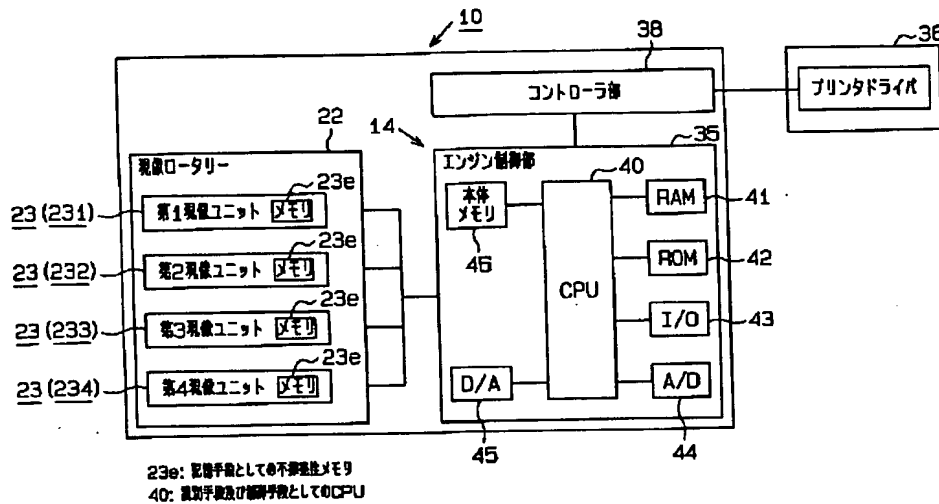 10
38
36
コントローラ部
プリンタドライバ
22
14
35
現像ロータリー
エンジン制御部
23e
40
23 (231)
第1現像ユニット
メモリ
本体
メモリ
RAM
41
23e
46
23 (232)
第2現像ユニット
メモリ
CPU
ROM
42
23e
23 (233)
第3現像ユニット
メモリ
I/O
43
23e
23 (234)
第4現像ユニット
メモリ
D/A
A/D
45
44
23e: 記憶手段としての不揮発性メモリ
40: 識別手段及び制御手段としてのCPU